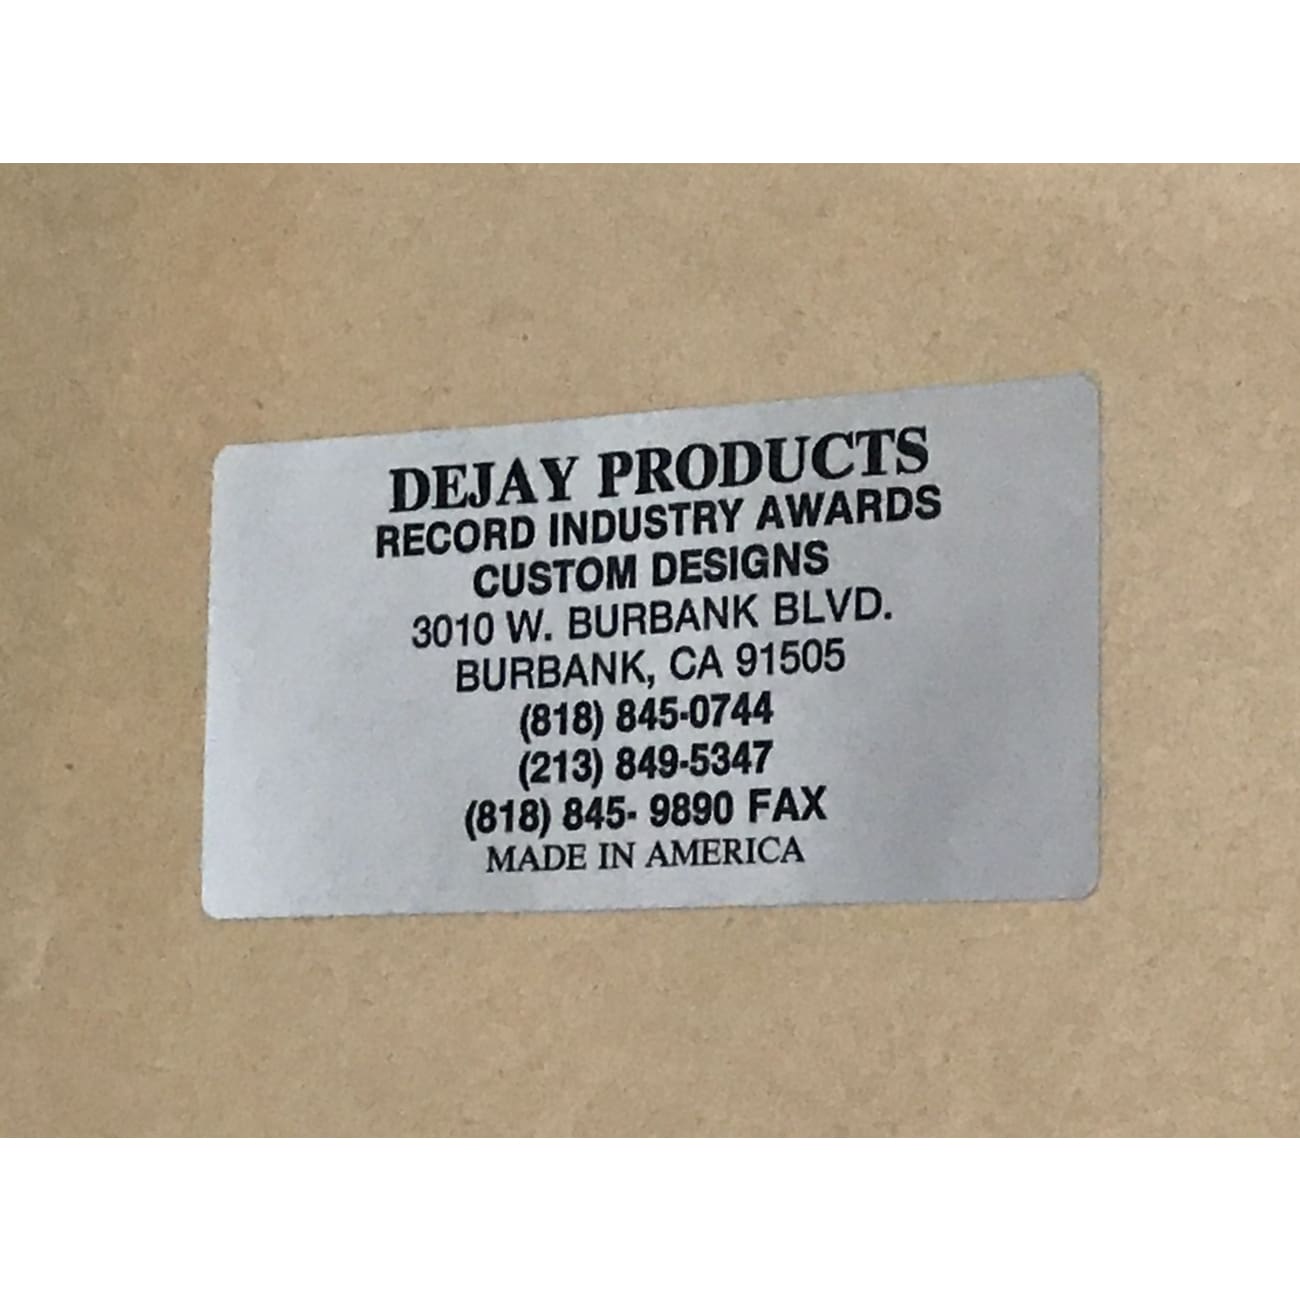 DEJAY PRODUCTS
RECORD INDUSTRY AWARDS
CUSTOM DESIGNS
3010 W. BURBANK BLVD.
BURBANK, CA 91505
(818) 845-0744
(213) 849-5347
(818) 845- 9890 FAX
MADE IN AMERICA